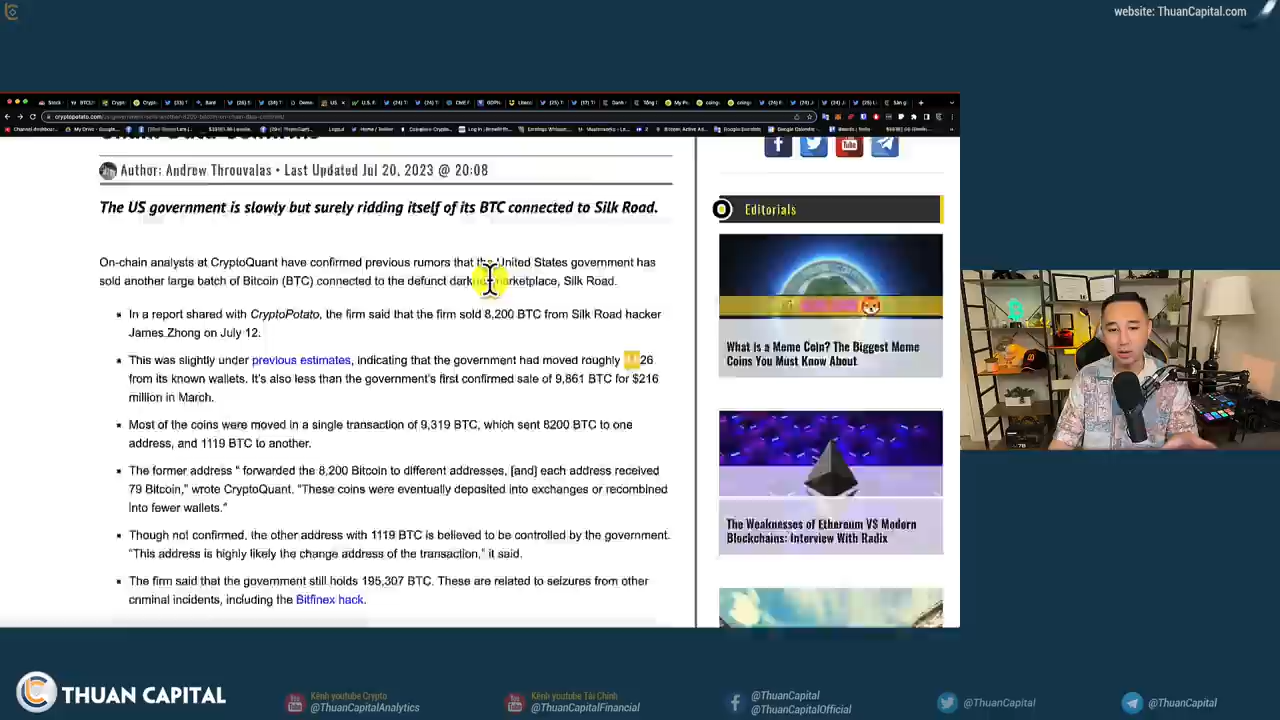 website: ThuanCapital.com
Author: Andrew Throuvalas • Last Updated Jul 20, 2023 @ 20:08
The US government is slowly but surely ridding itself of its BTC connected to Silk Road.
On-chain analysts at CryptoQuant have confirmed previous rumors that the United States government has
sold another large batch of Bitcoin (BTC) connected to the defunct marketplace, Silk Road.
In a report shared with CryptoPotato, the firm said that the firm sold 8,200 BTC from Silk Road hacker
James Zhong on July 12.
This was slightly under previous estimates, indicating that the government had moved roughly 26
from its known wallets. It's also less than the government's first confirmed sale of 9,861 BTC for $216
million in March.
Most of the coins were moved in a single transaction of 9,319 BTC, which sent 8200 BTC to one
address, and 1119 BTC to another.
The former address " forwarded the 8,200 Bitcoin to different addresses, [and] each address received
79 Bitcoin," wrote CryptoQuant. "These coins were eventually deposited into exchanges or recombined
into fewer wallets."
Though not confirmed, the other address with 1119 BTC is believed to be controlled by the government.
"This address is highly likely the change address of the transaction," it said.
The firm said that the government still holds 195,307 BTC. These are related to seizures from other
criminal incidents, including the Bitfinex hack.
Editorials
What is a Meme Coin? The Biggest Meme
Coins You Must Know About
The Weaknesses of Ethereum VS Modern
Blockchains: Interview With Radix
THUAN CAPITAL
Kênh youtube Crypto
@ThuanCapitalAnalytics
Kênh youtube Tài Chính
@ThuanCapitalFinancial
@ThuanCapital
@ThuanCapitalOfficial
@ThuanCapital
@ThuanCapital